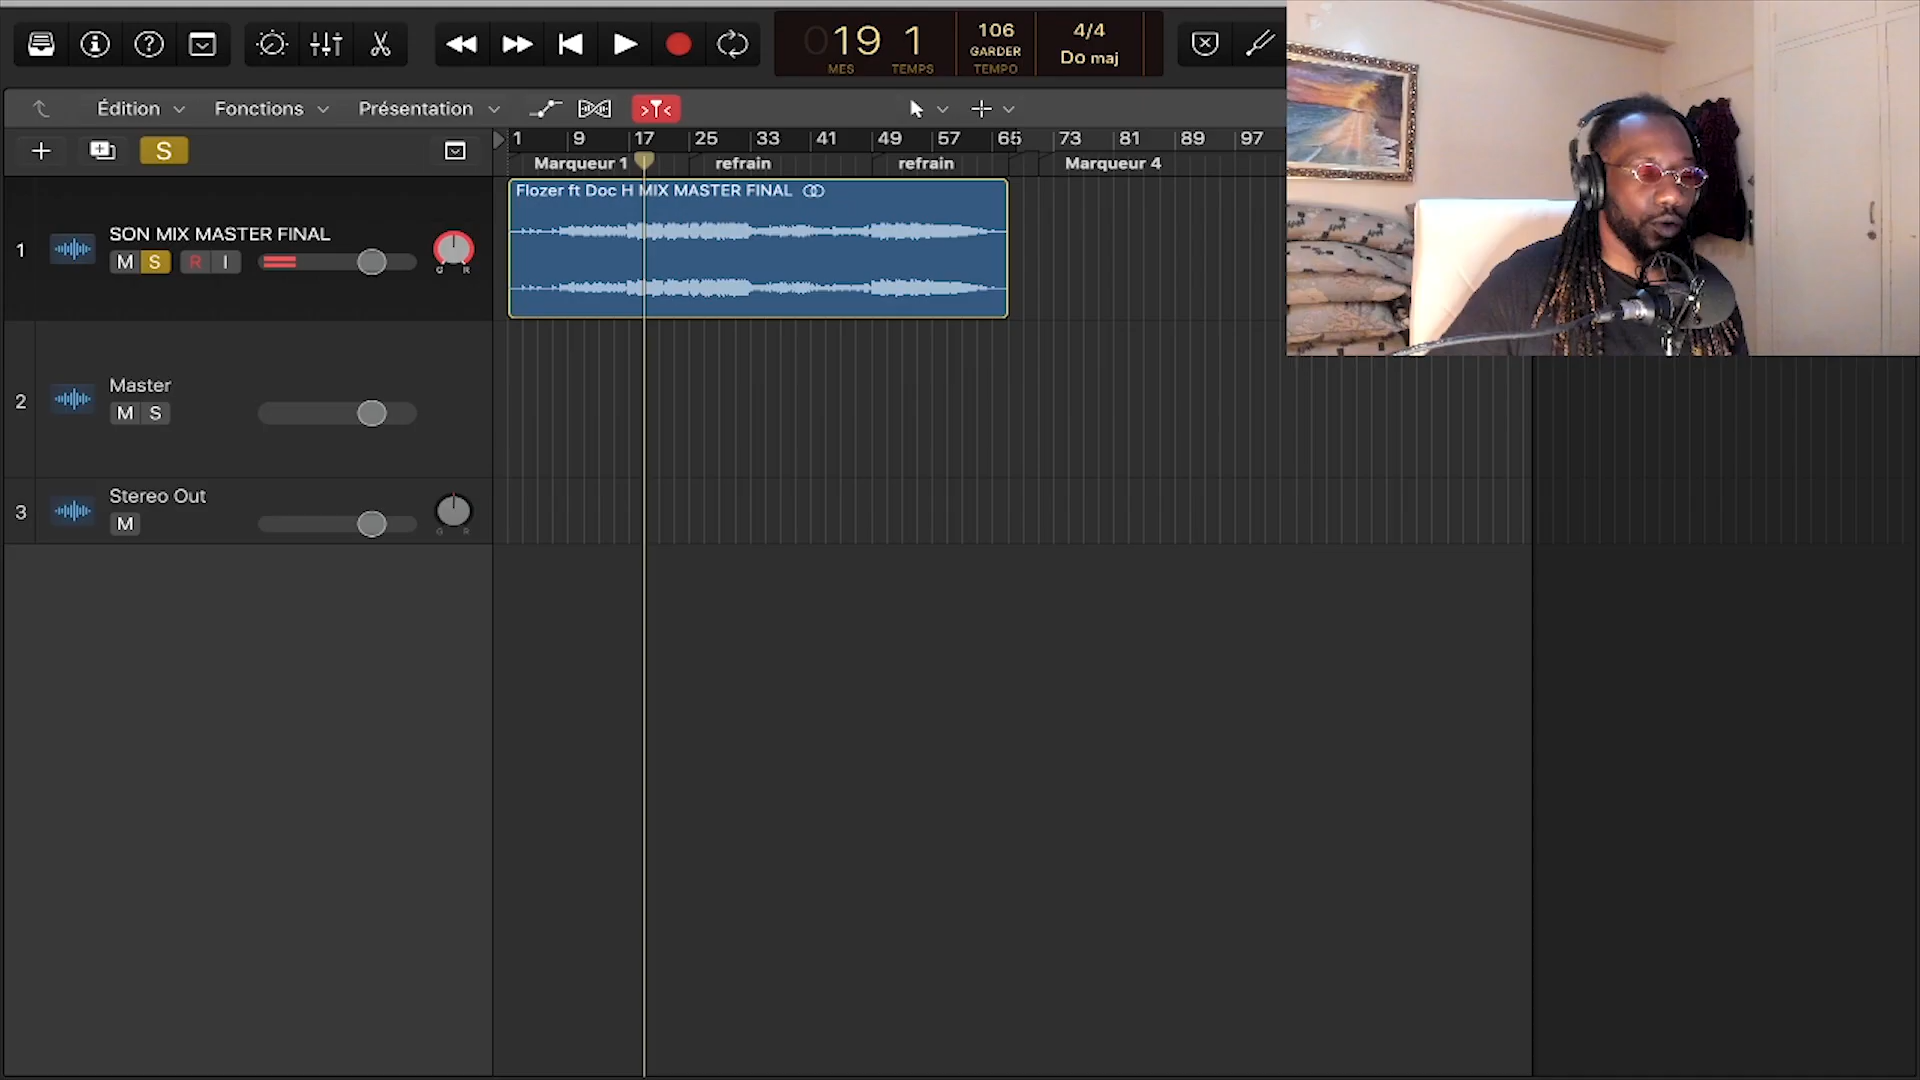 019 1
MES TEMPS
106
GARDER
TEMPO
4/4
Do maj
Édition
Fonctions
Présentation
S
1 9 17 25 33 41 49 57 65 73 81 89 97
Marqueur 1
refrain
refrain
Marqueur 4
1
SON MIX MASTER FINAL
M S R I
G R
Flozer ft Doc H MIX MASTER FINAL
2
Master
M S
3
Stereo Out
M
G R